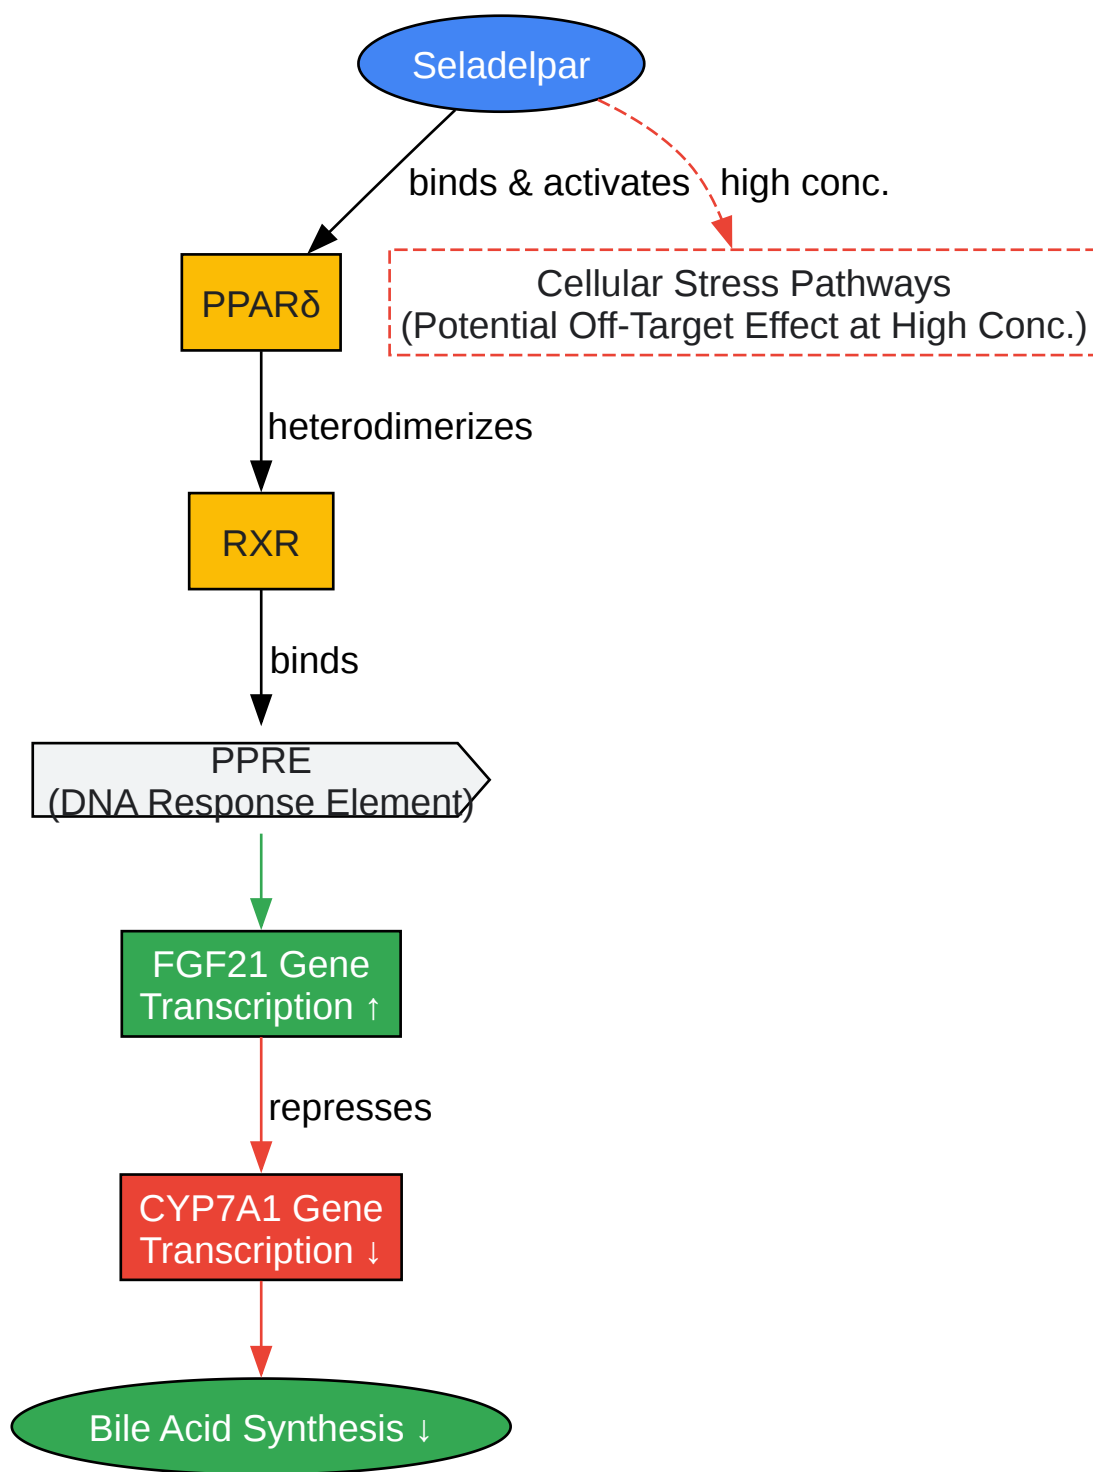 Seladelpar
binds & activates
high conc.
PPARδ
Cellular Stress Pathways
(Potential Off-Target Effect at High Conc.)
heterodimerizes
RXR
binds
PPRE
(DNA Response Element)
FGF21 Gene
Transcription ↑
represses
CYP7A1 Gene
Transcription ↓
Bile Acid Synthesis ↓